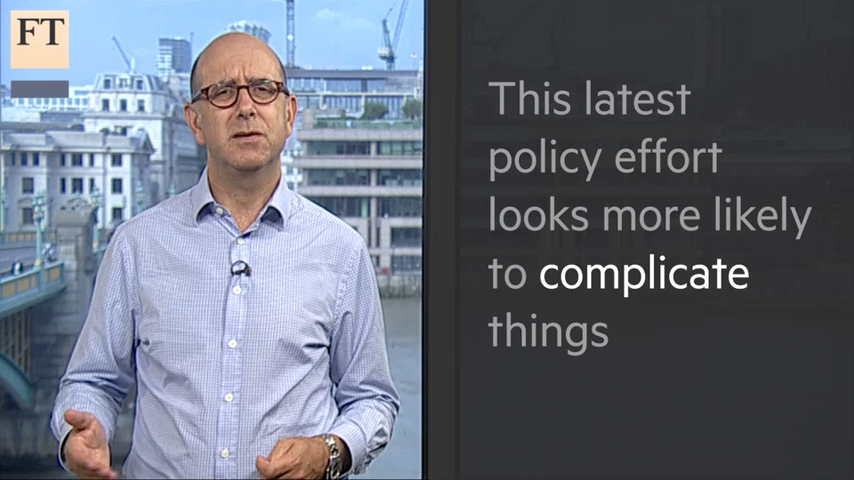 FT
This latest
policy effort
looks more likely
to complicate
things